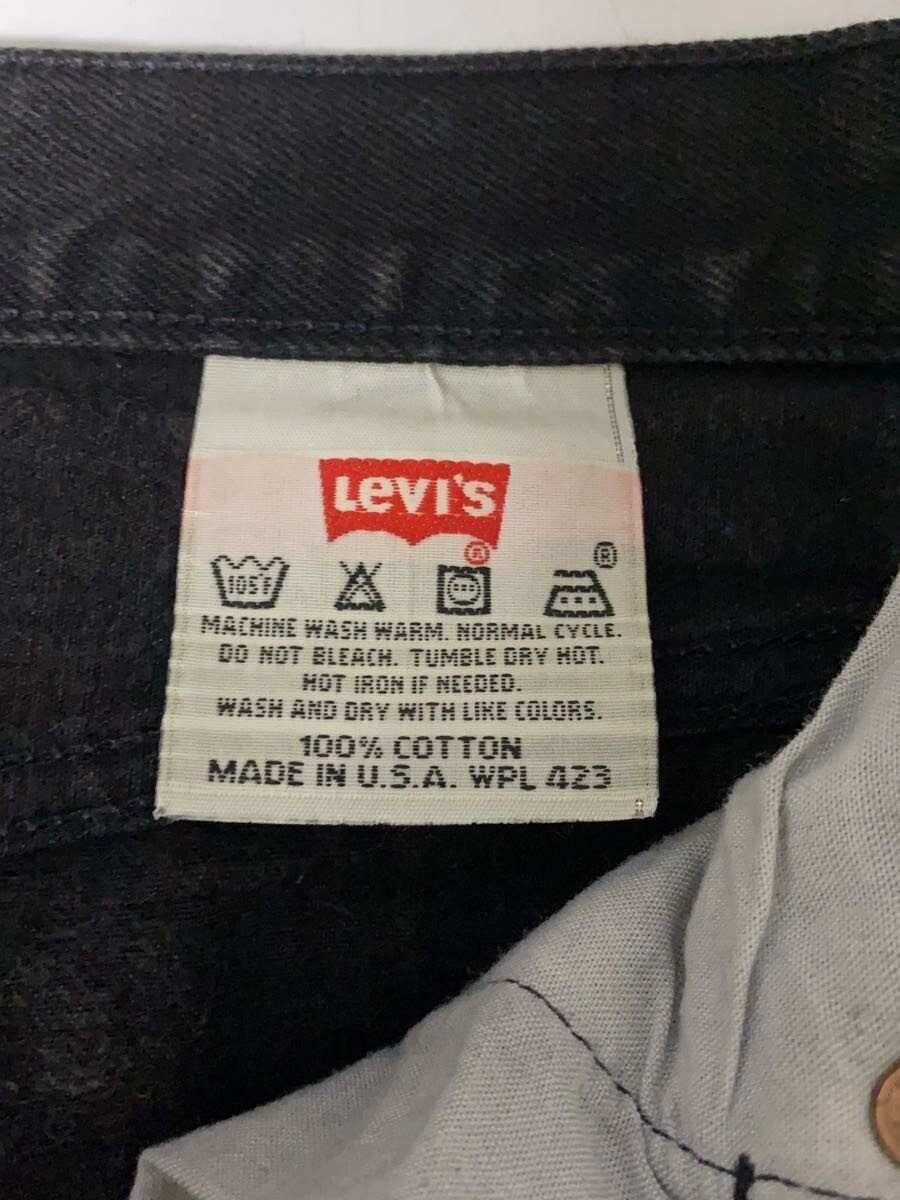 Levi's
®
®
105°F
MACHINE WASH WARM. NORMAL CYCLE.
DO NOT BLEACH. TUMBLE DRY HOT.
HOT IRON IF NEEDED.
WASH AND DRY WITH LIKE COLORS.
100% COTTON
MADE IN U.S.A. WPL 423